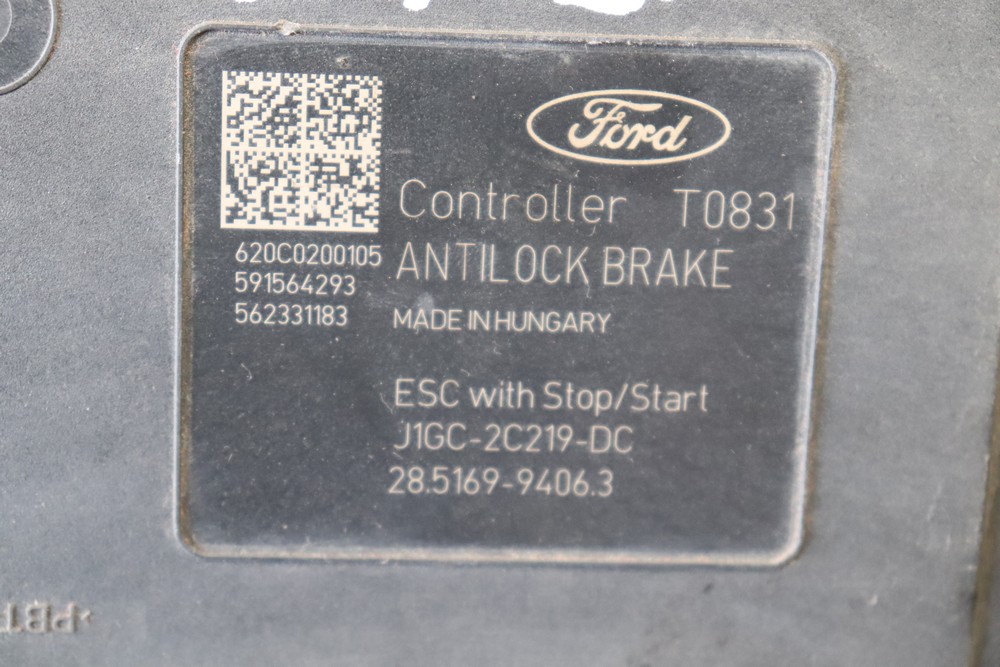 Ford
Controller T0831
620C0200105
ANTILOCK BRAKE
591564293
562331183
MADE IN HUNGARY
ESC with Stop/Start
J1GC-2C219-DC
28.5169-9406.3